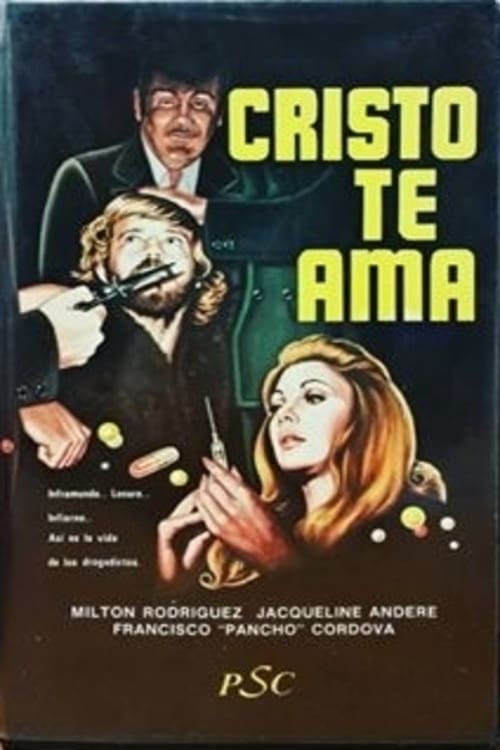 CRISTO
TE
AMA
Inframundo.. Locura..
Infierno..
Asi es la vida
de los drogadictos.
MILTON RODRIGUEZ JACQUELINE ANDERE
FRANCISCO "PANCHO" CORDOVA
PSC